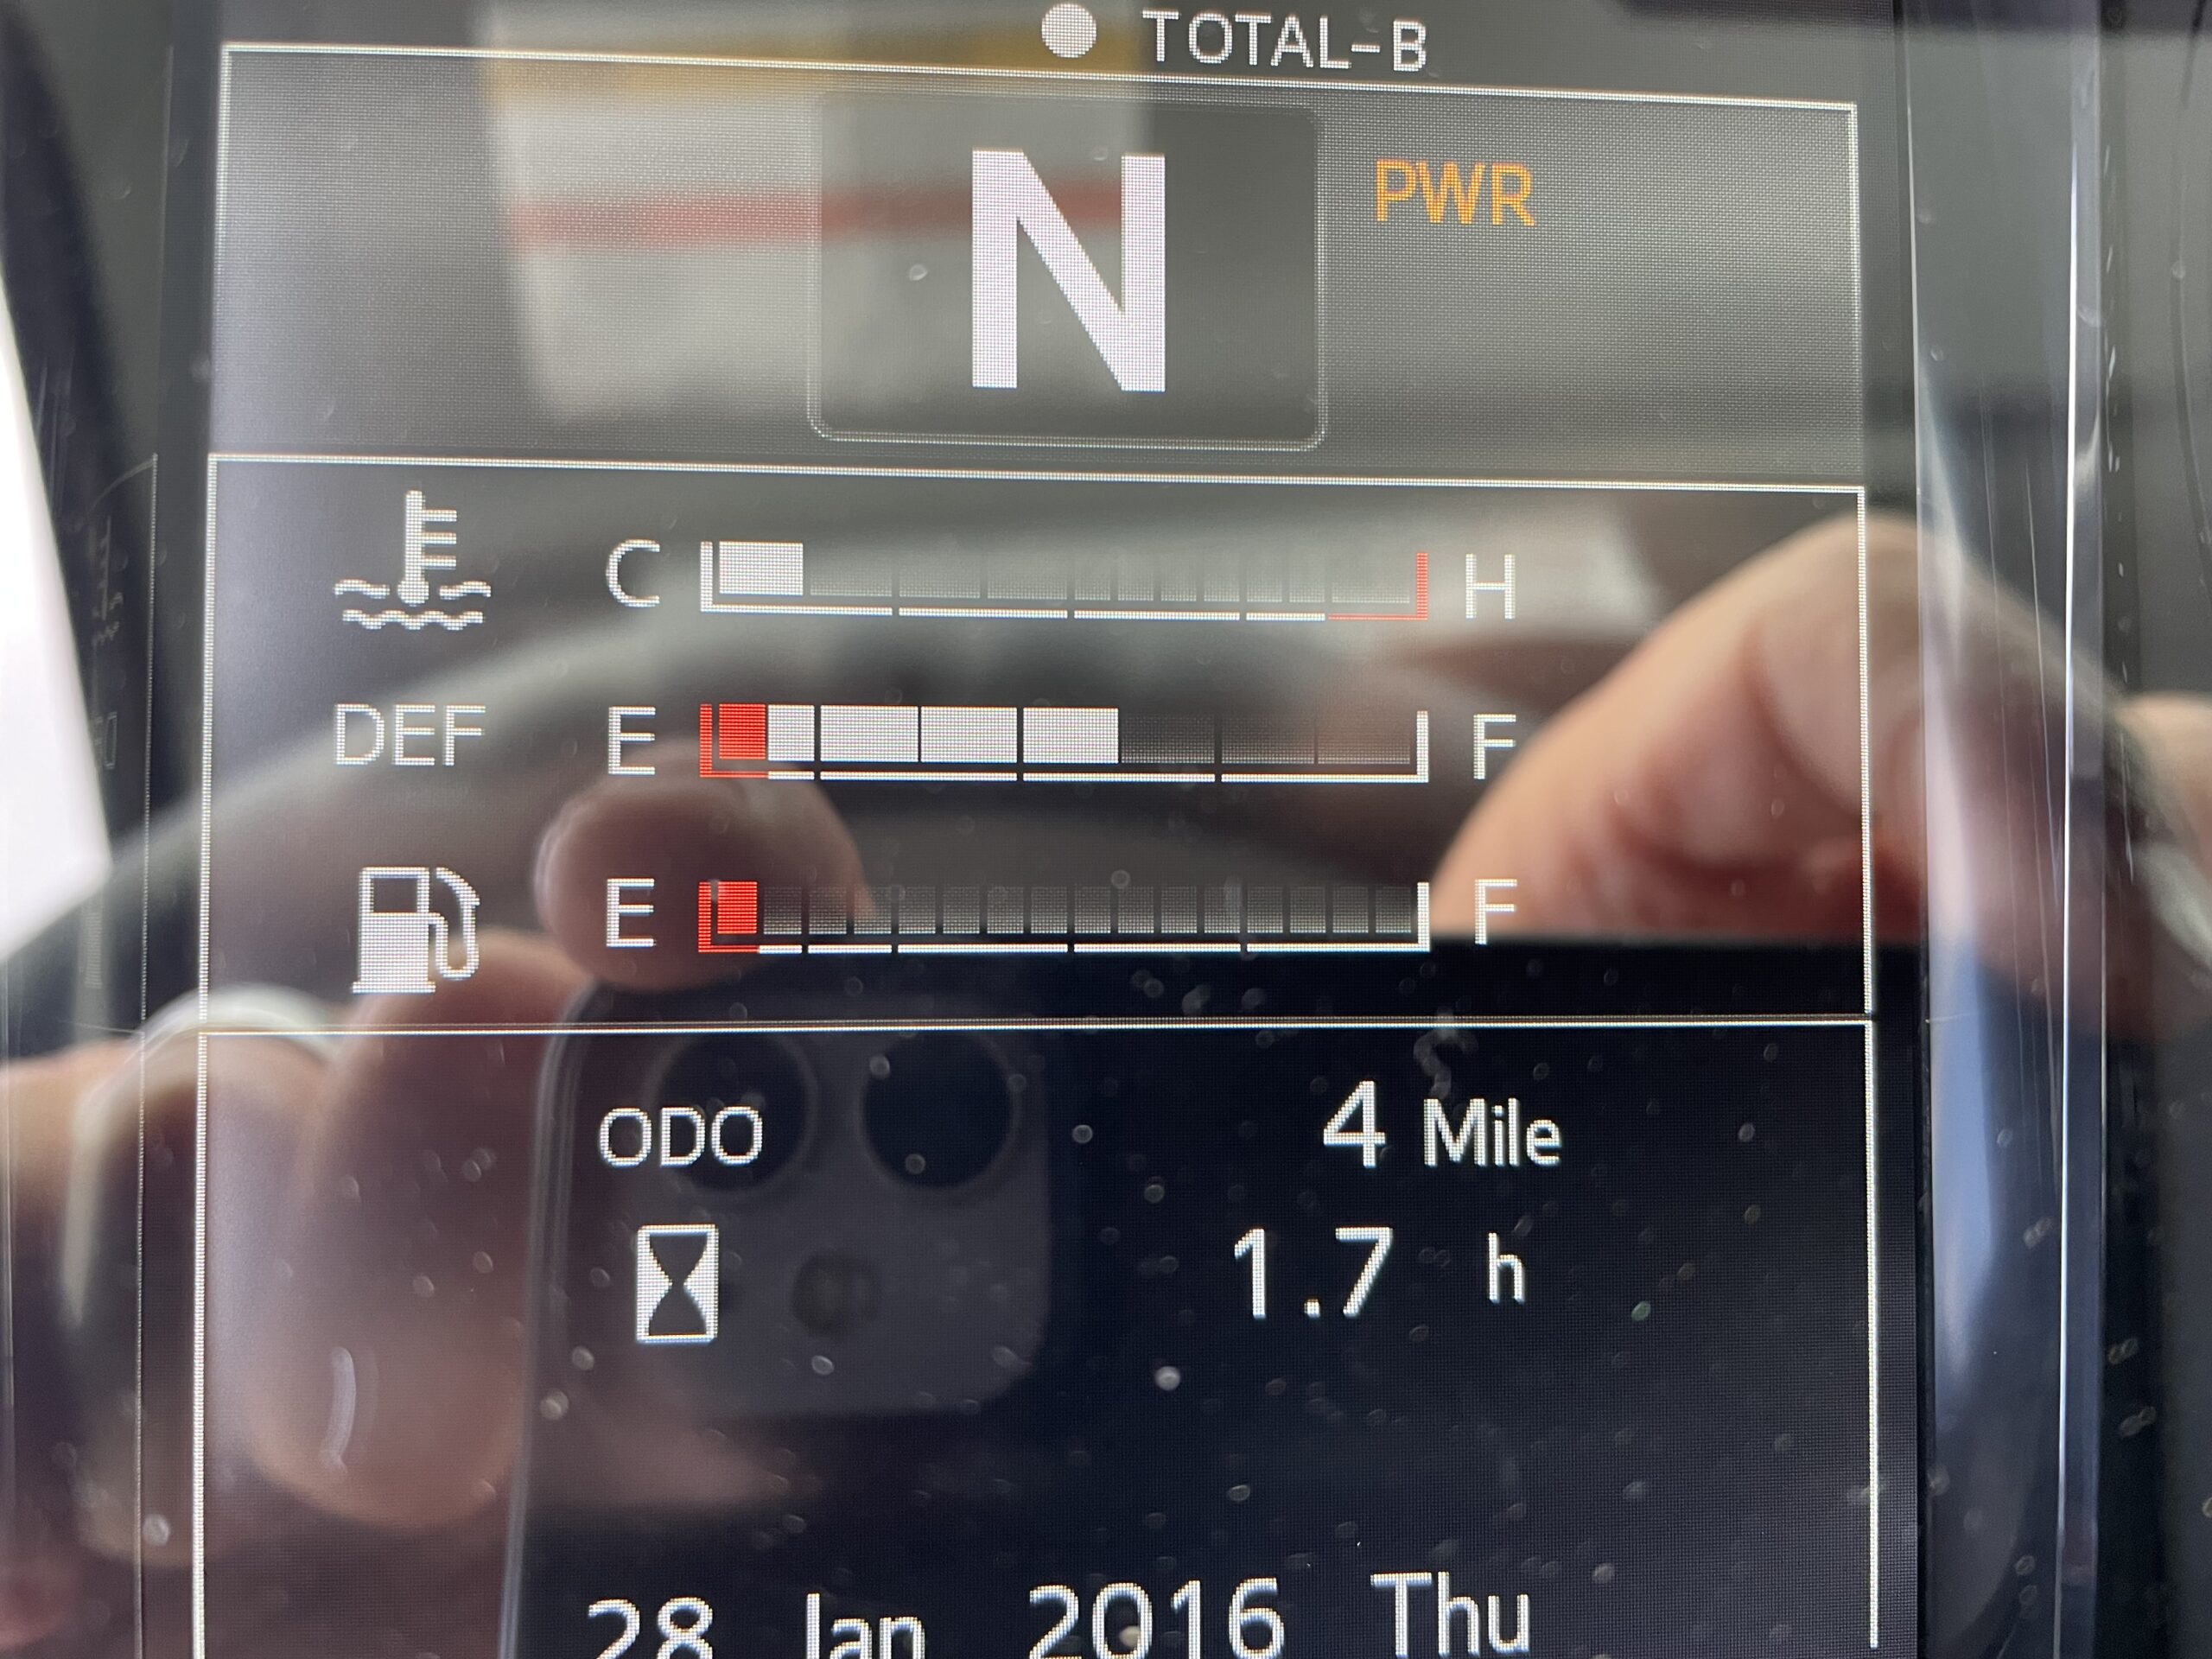 TOTAL-B
N PWR
C H
DEF E F
E F
ODO 4 Mile
1.7 h
28 Jan 2016 Thu